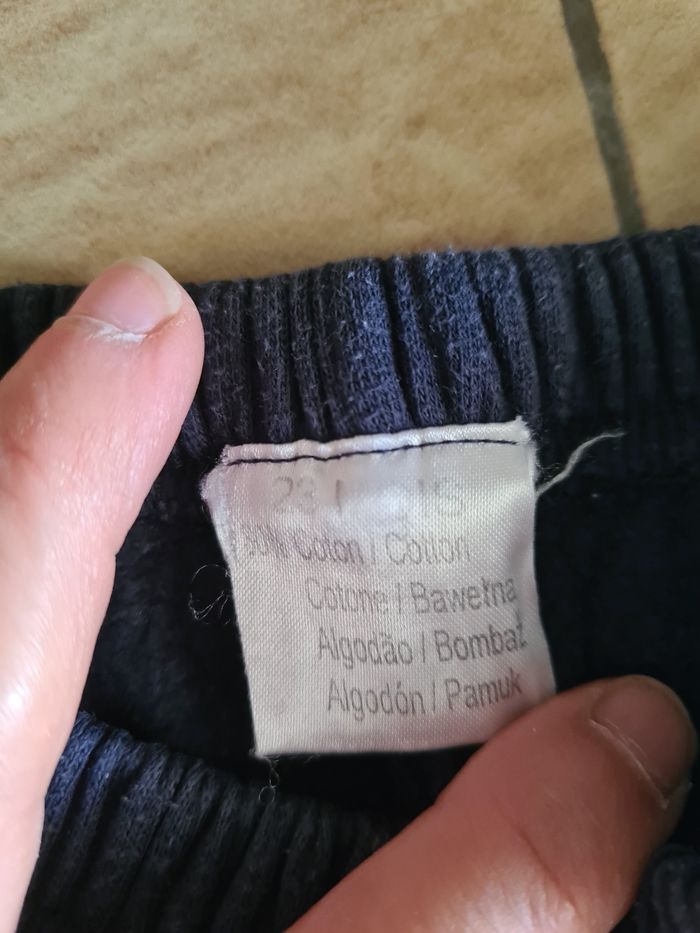 Coton / Cotton
Cotone / Bawełna
Algodão / Bombaž
Algodón / Pamuk